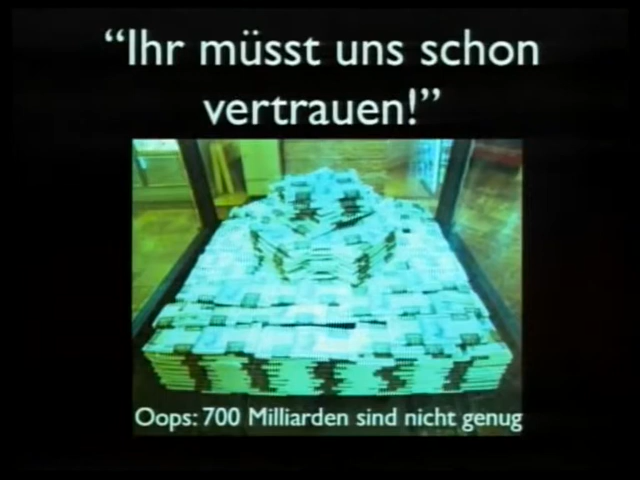 “Ihr müsst uns schon
vertrauen!”
Oops: 700 Milliarden sind nicht genug